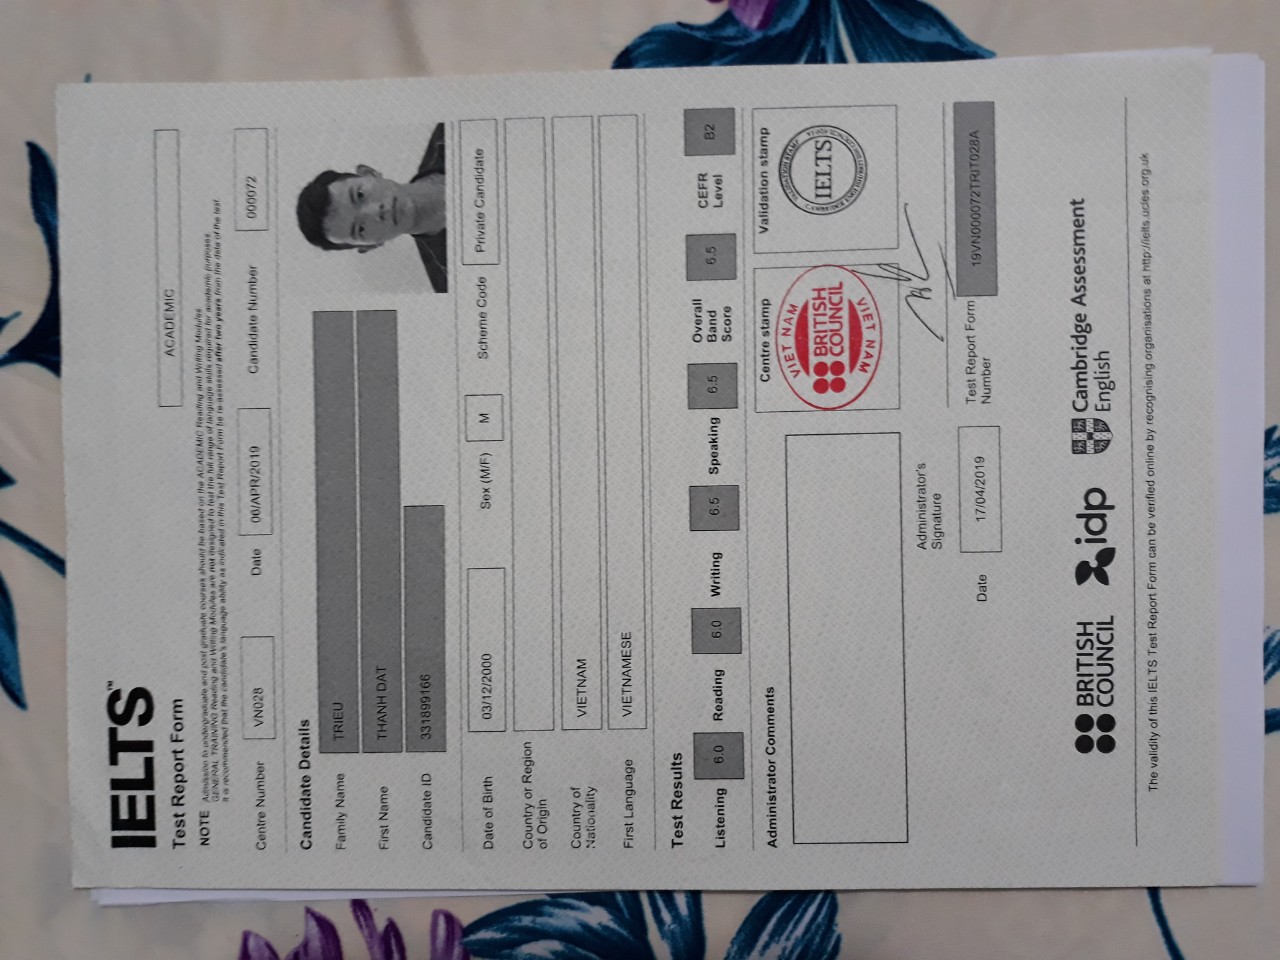 IELTS™
Test Report Form
ACADEMIC
NOTE Admission to undergraduate and post graduate courses should be based on the ACADEMIC Reading and Writing Modules.
GENERAL TRAINING Reading and Writing Modules are not designed to test the full range of language skills required for academic purposes.
It is recommended that the candidate's language ability as indicated in this Test Report Form be re-assessed after two years from the date of the test.
Centre Number VN028 Date 06/APR/2019 Candidate Number 000072
Candidate Details
Family Name TRIEU
First Name THANH DAT
Candidate ID 331899166
Date of Birth 03/12/2000 Sex (M/F) M Scheme Code Private Candidate
Country or Region
of Origin
Country of
Nationality VIETNAM
First Language VIETNAMESE
Test Results
Listening 6.0 Reading 6.0 Writing 6.5 Speaking 6.5 Overall Band Score 6.5 CEFR Level B2
Administrator Comments
Centre stamp
VIET NAM
BRITISH
COUNCIL
VIET NAM
Validation stamp
IELTS
Administrator's
Signature
Date 17/04/2019
Test Report Form
Number 19VN000072TRIT028A
BRITISH
COUNCIL
idp
Cambridge Assessment
English
The validity of this IELTS Test Report Form can be verified online by recognising organisations at http://ielts.ucles.org.uk